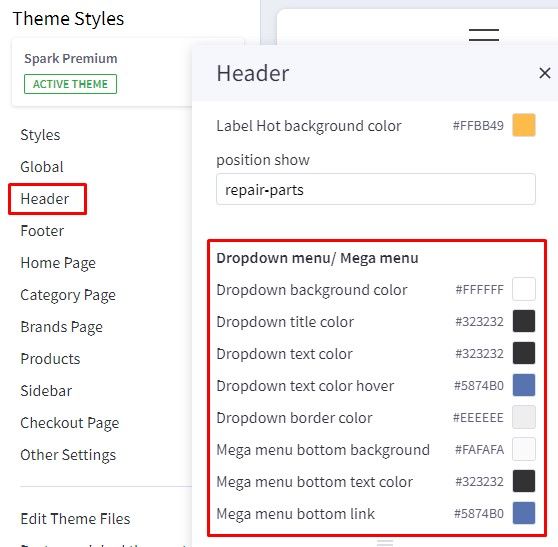 Theme Styles
Spark Premium
ACTIVE THEME
Styles
Global
Header
Footer
Home Page
Category Page
Brands Page
Products
Sidebar
Checkout Page
Other Settings
Edit Theme Files
Header
Label Hot background color #FFBB49
position show
repair-parts
Dropdown menu/ Mega menu
Dropdown background color #FFFFFF
Dropdown title color #323232
Dropdown text color #323232
Dropdown text color hover #5874B0
Dropdown border color #EEEEEE
Mega menu bottom background #FAFAFA
Mega menu bottom text color #323232
Mega menu bottom link #5874B0